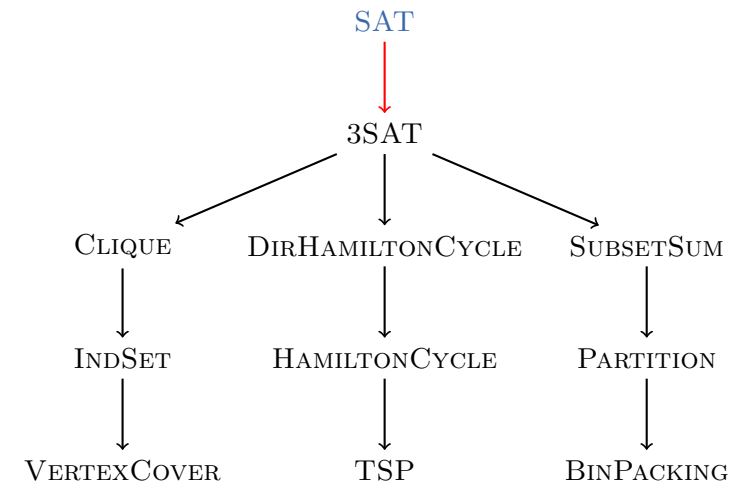 SAT
3SAT
CLIQUE DIRHAMILTONCYCLE SUBSETSUM
INDSET HAMILTONCYCLE PARTITION
VERTEXCOVER TSP BINPACKING